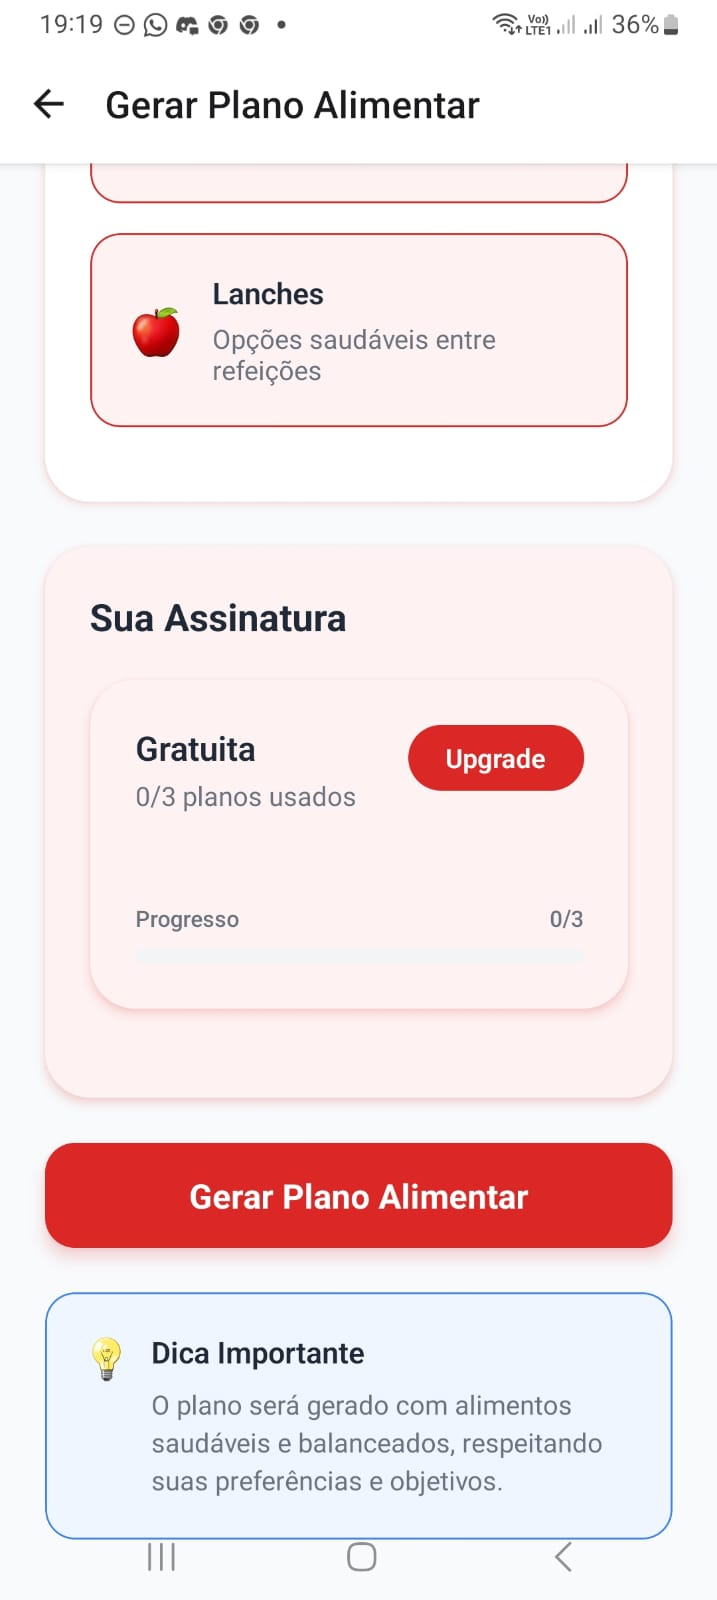 19:19
Vo))
LTE1
36%
Gerar Plano Alimentar
Lanches
Opções saudáveis entre
refeições
Sua Assinatura
Gratuita
Upgrade
0/3 planos usados
Progresso
0/3
Gerar Plano Alimentar
Dica Importante
O plano será gerado com alimentos
saudáveis e balanceados, respeitando
suas preferências e objetivos.